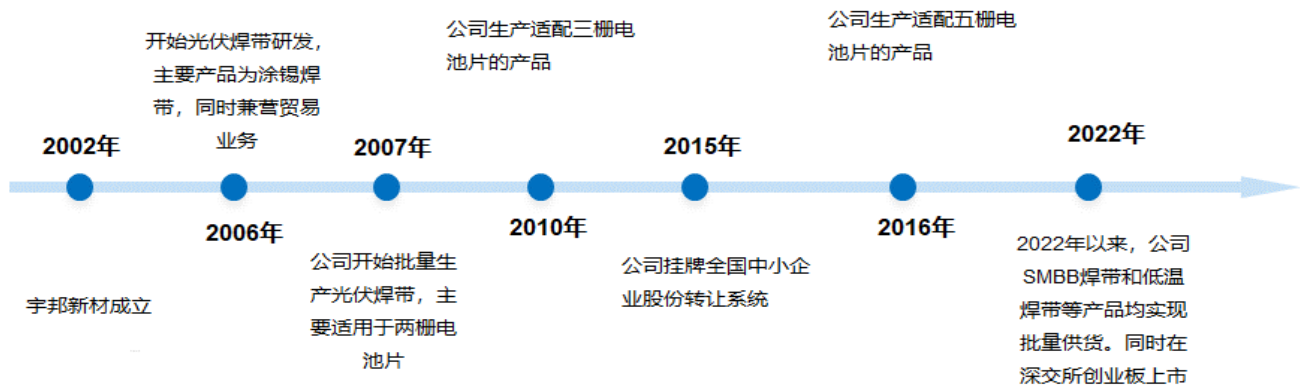 2002年
宇邦新材成立
开始光伏焊带研发，
主要产品为涂锡焊
带，同时兼营贸易
业务
2006年
2007年
公司开始批量生
产光伏焊带，主
要适用于两栅电
池片
公司生产适配三栅电
池片的产品
2010年
2015年
公司挂牌全国中小企
业股份转让系统
公司生产适配五栅电
池片的产品
2016年
2022年
2022年以来，公司
SMBB焊带和低温
焊带等产品均实现
批量供货。同时在
深交所创业板上市